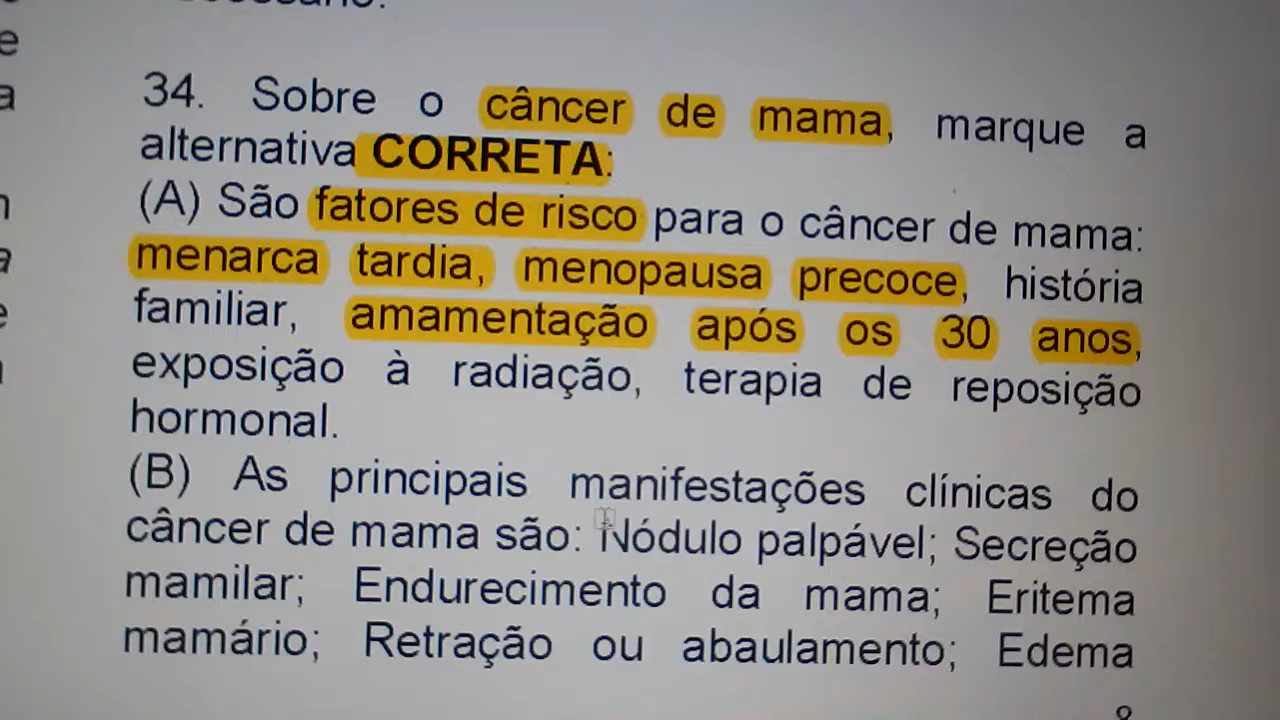 e
a
34. Sobre o câncer de mama, marque a
alternativa CORRETA:
(A) São fatores de risco para o câncer de mama:
menarca tardia, menopausa precoce, história
familiar, amamentação após os 30 anos,
exposição à radiação, terapia de reposição
hormonal.
(B) As principais manifestações clínicas do
câncer de mama são: Nódulo palpável; Secreção
mamilar; Endurecimento da mama; Eritema
mamário; Retração ou abaulamento; Edema